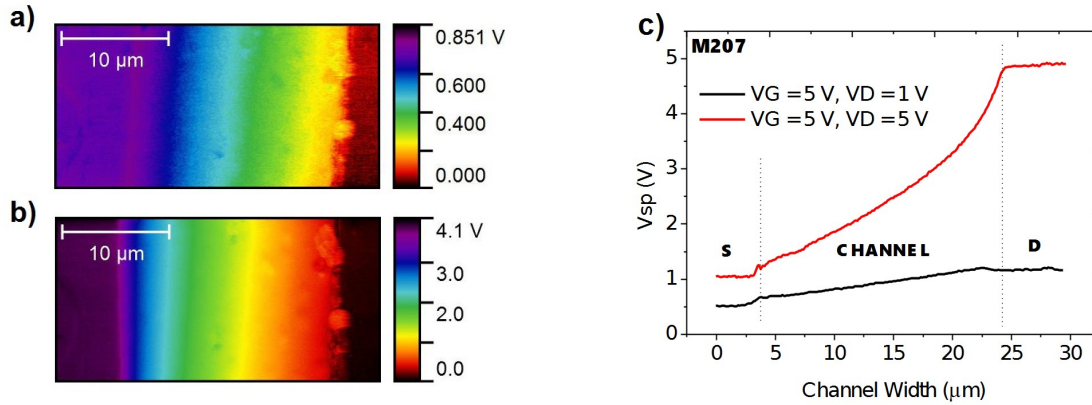 a)
10 µm
0.851 V
0.600
0.400
0.000
b)
10 µm
4.1 V
3.0
2.0
0.0
c)
M207
VG = 5 V, VD = 1 V
VG = 5 V, VD = 5 V
S
CHANNEL
D
Vsp (V)
5
4
3
2
1
0
0
5
10
15
20
25
30
Channel Width (µm)